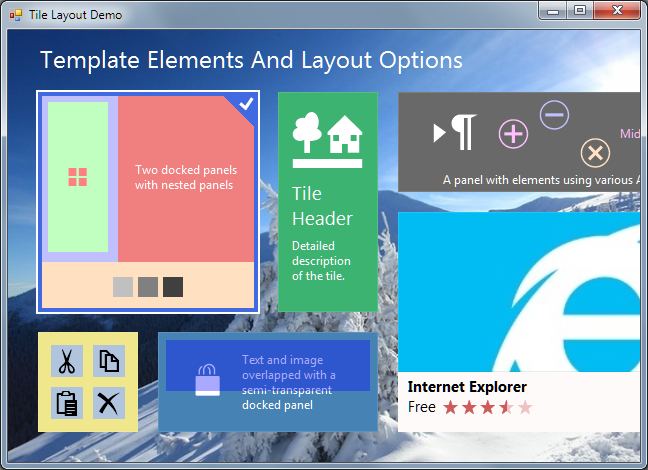 Tile Layout Demo
Template Elements And Layout Options
Two docked panels
with nested panels
Tile
Header
Detailed
description
of the tile.
¶
Mid
A panel with elements using various A
Text and image
overlapped with a
semi-transparent
docked panel
Internet Explorer
Free